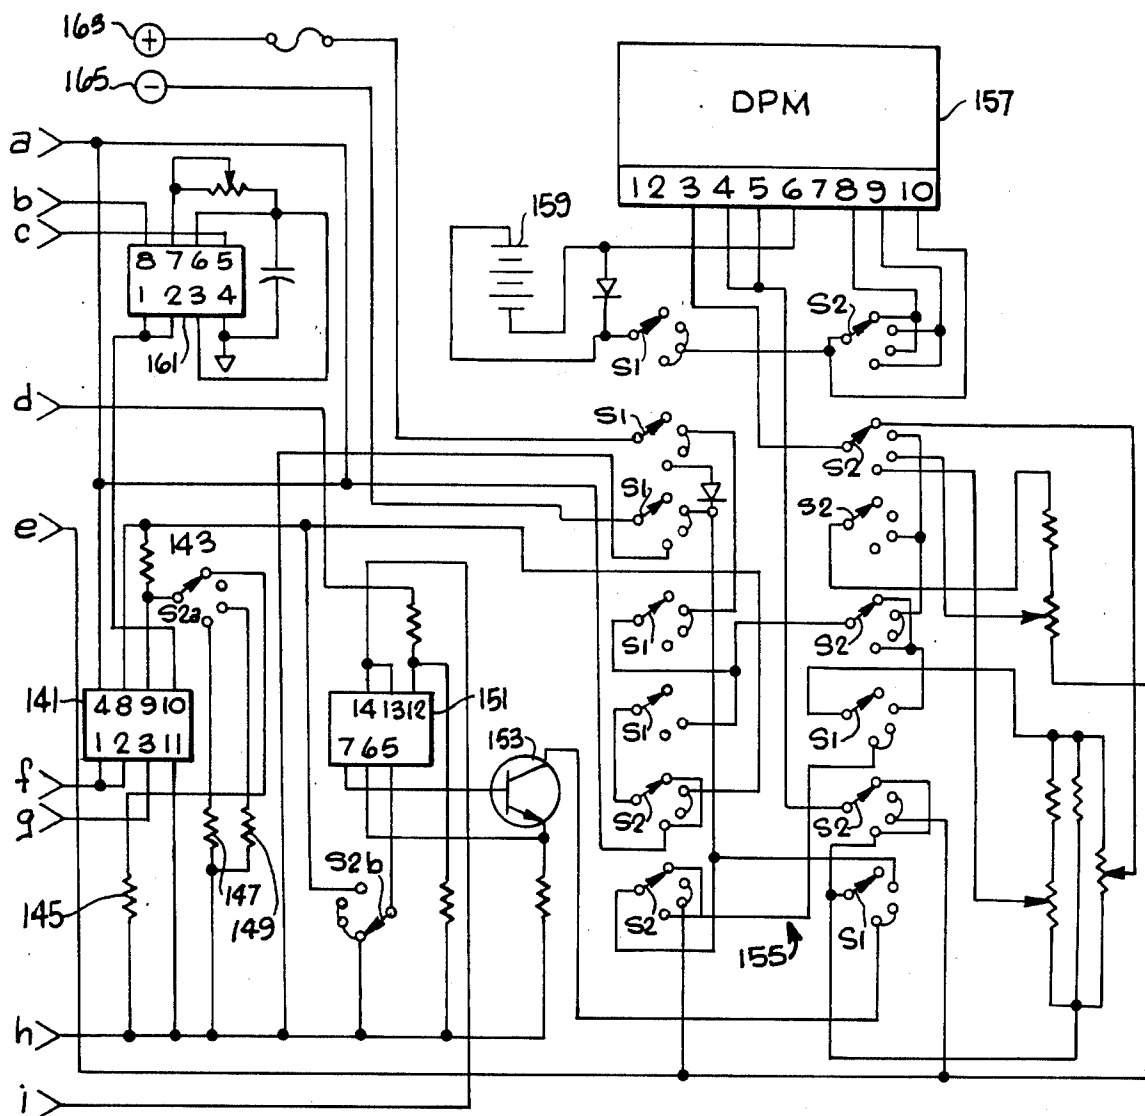 163
+
165
-
DPM
157
a
b
c
1 2 3 4 5 6 7 8 9 10
159
8 7 6 5
1 2 3 4
161
S1
S2
d
S1
S2
S1
S2
e
143
S2a
S1
S2
141
4 8 9 10
1 2 3 11
14 13 12
7 6 5
151
S1
S1
153
f
g
S2
S2
S2b
145
147
149
S2
155
S1
h
i